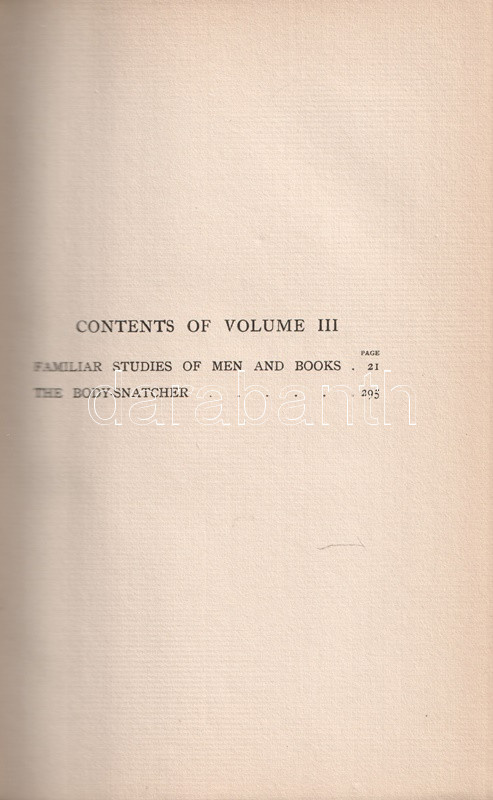 CONTENTS OF VOLUME III
PAGE
FAMILIAR STUDIES OF MEN AND BOOKS . 21
THE BODY-SNATCHER . . . . . . 295
darabanth